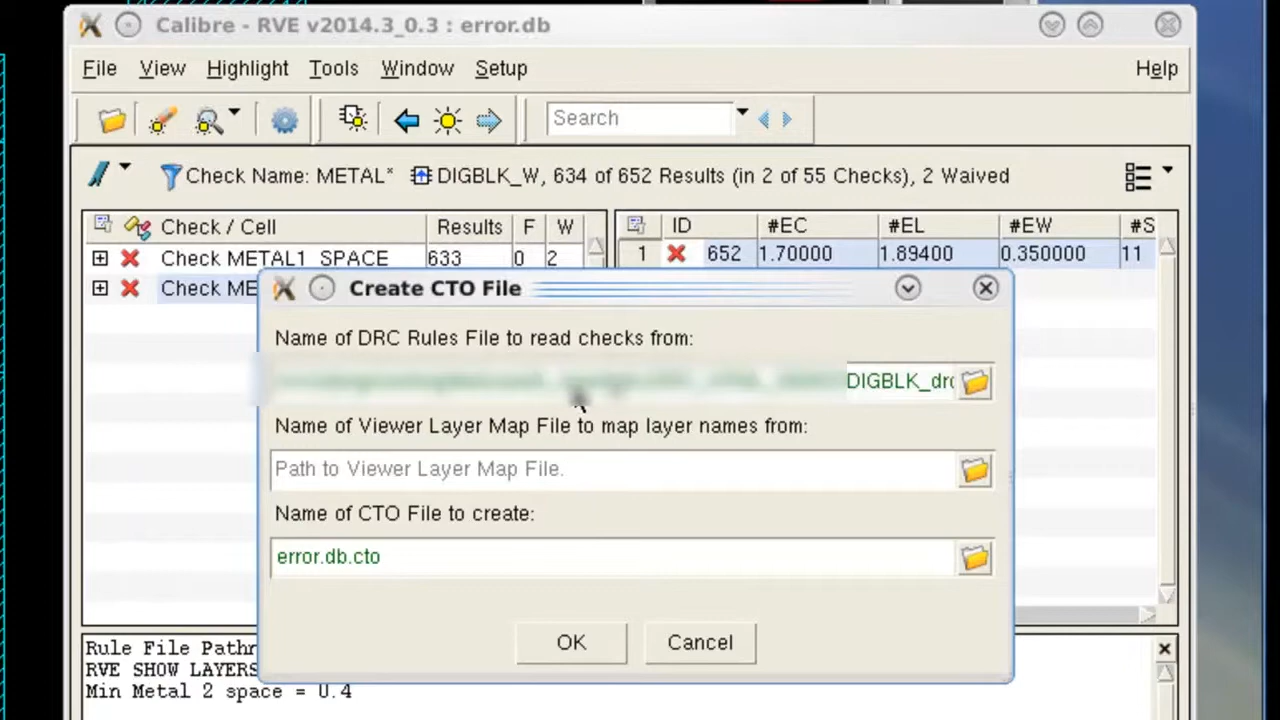 Calibre - RVE v2014.3_0.3 : error.db
File View Highlight Tools Window Setup Help
Search
Check Name: METAL* DIGBLK_W, 634 of 652 Results (in 2 of 55 Checks), 2 Waived
Check / Cell Results F W ID #EC #EL #EW #S
Check METAL1_SPACE 633 0 2 1 652 1.70000 1.89400 0.350000 11
Check ME
Create CTO File
Name of DRC Rules File to read checks from:
DIGBLK_drc
Name of Viewer Layer Map File to map layer names from:
Path to Viewer Layer Map File.
Name of CTO File to create:
error.db.cto
OK Cancel
Rule File Pathn
RVE SHOW LAYERS
Min Metal 2 space = 0.4